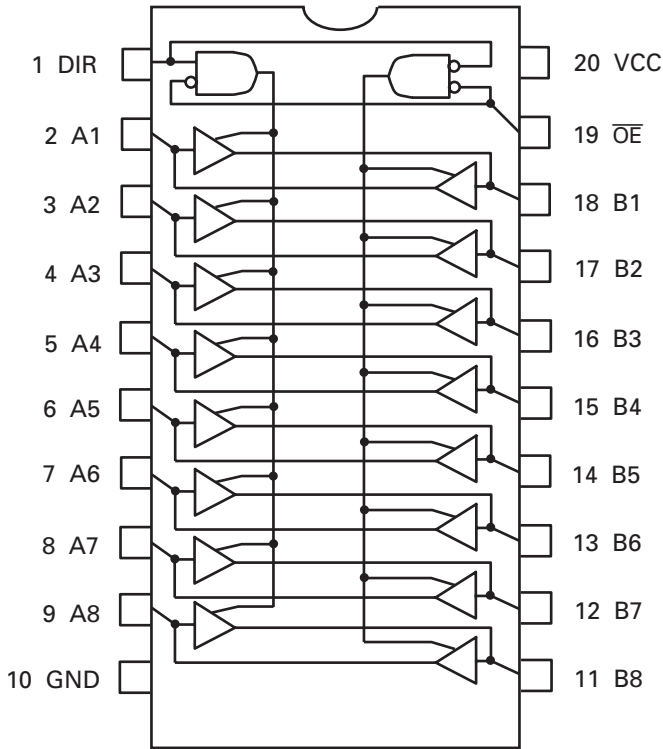 1 DIR
2 A1
3 A2
4 A3
5 A4
6 A5
7 A6
8 A7
9 A8
10 GND
20 VCC
19 O̅E̅
18 B1
17 B2
16 B3
15 B4
14 B5
13 B6
12 B7
11 B8